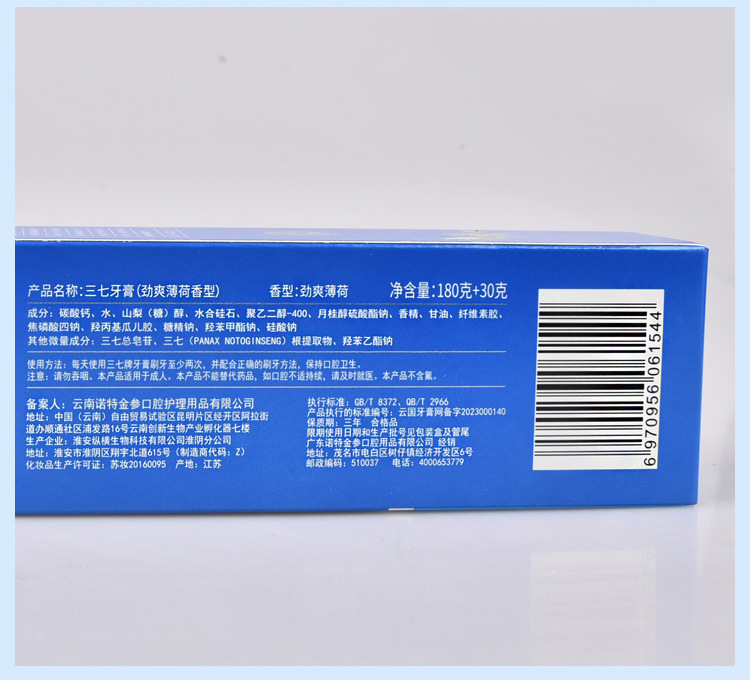 产品名称:三七牙膏(劲爽薄荷香型) 香型:劲爽薄荷 净含量:180克+30克
成分：碳酸钙、水、山梨（糖）醇、水合硅石、聚乙二醇-400、月桂醇硫酸酯钠、香精、甘油、纤维素胶、
焦磷酸四钠、羟丙基瓜儿胶、糖精钠、羟苯甲酯钠、硅酸钠
其他微量成分：三七总皂苷、三七（PANAX NOTOGINSENG）根提取物、羟苯乙酯钠
使用方法：每天使用三七牌牙膏刷牙至少两次，并配合正确的刷牙方法，保持口腔卫生。
注意：请勿吞咽。本产品适用于成人。本产品不能替代药品，如口腔不适持续，请及时就医。本产品不含氟。
备案人：云南诺特金参口腔护理用品有限公司
地址：中国（云南）自由贸易试验区昆明片区经开区阿拉街
道办顺通社区浦发路16号云南创新生物产业孵化器七楼
生产企业：淮安纵横生物科技有限公司淮阴分公司
地址：淮安市淮阴区翔宇北道615号（制造商代码：Z）
化妆品生产许可证：苏妆20160095 产地：江苏
执行标准：GB/T 8372、QB/T 2966
产品执行的标准编号：云国牙膏网备字2023000140
保质期：三年 合格品
限期使用日期和生产批号见包装盒及管尾
广东诺特金参口腔用品有限公司 经销
地址：茂名市电白区树仔镇经济开发区6号
邮政编码：510037 电话：4000653779
6 970956 061544